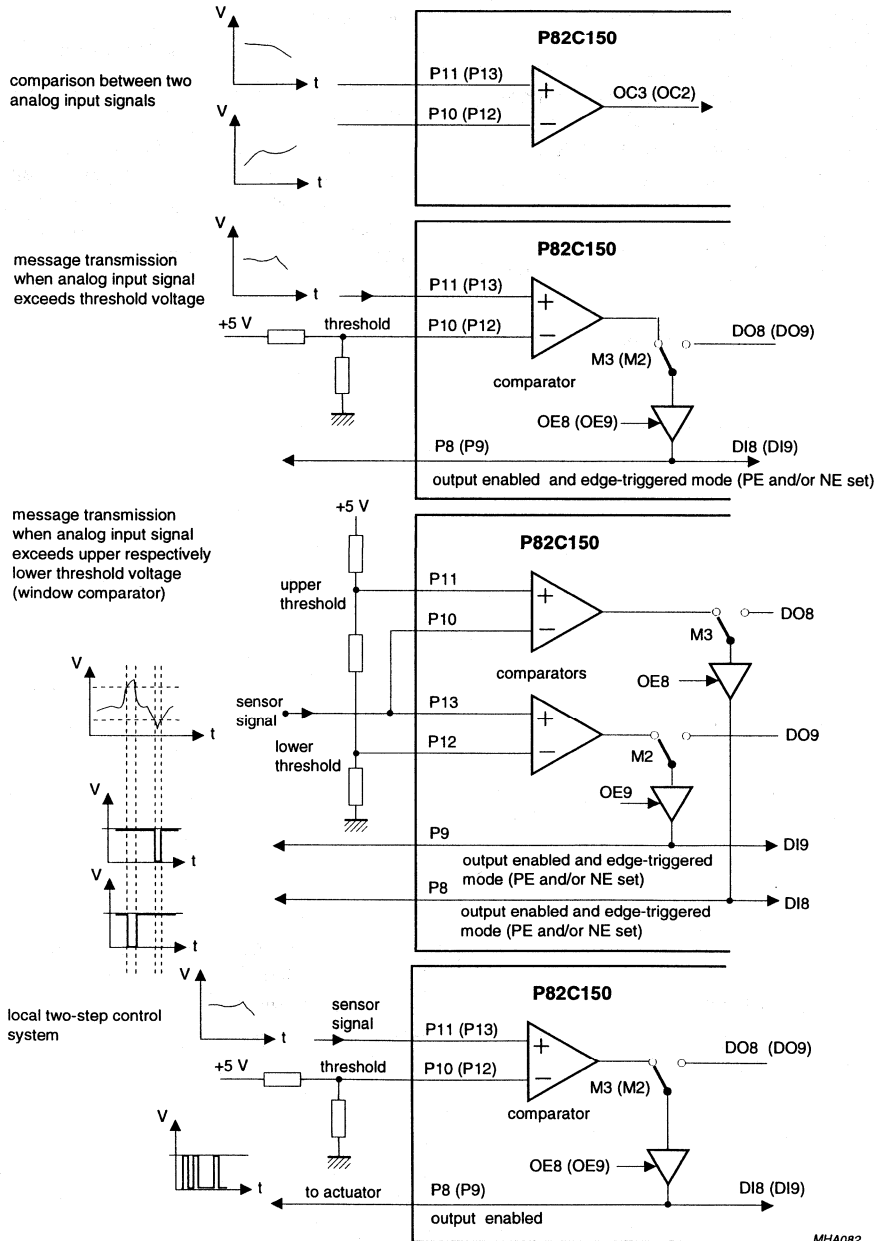 V
t
comparison between two
analog input signals
V
t
P82C150
P11 (P13)
P10 (P12)
+
−
OC3 (OC2)
message transmission
when analog input signal
exceeds threshold voltage
V
t
+5 V
threshold
P82C150
P11 (P13)
P10 (P12)
+
−
comparator
M3 (M2)
DO8 (DO9)
OE8 (OE9)
P8 (P9)
DI8 (DI9)
output enabled and edge-triggered mode (PE and/or NE set)
message transmission
when analog input signal
exceeds upper respectively
lower threshold voltage
(window comparator)
+5 V
upper
threshold
P82C150
P11
P10
+
−
comparators
M3
DO8
OE8
V
t
sensor
signal
lower
threshold
P13
P12
+
−
M2
DO9
OE9
V
t
P9
DI9
output enabled and edge-triggered
mode (PE and/or NE set)
V
t
P8
DI8
output enabled and edge-triggered
mode (PE and/or NE set)
local two-step control
system
V
t
sensor
signal
+5 V
threshold
P82C150
P11 (P13)
P10 (P12)
+
−
comparator
M3 (M2)
DO8 (DO9)
OE8 (OE9)
V
t
to actuator
P8 (P9)
DI8 (DI9)
output enabled
MHA082